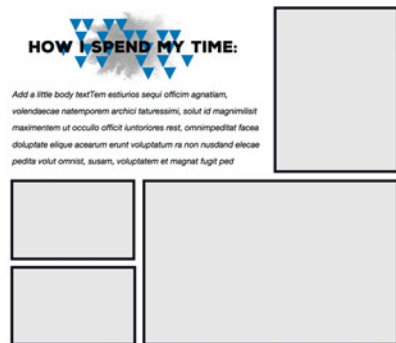 HOW I SPEND MY TIME:
Add a little body textTem estiurios sequi officim agnatiam,
volendaecae natemporem archici taturessimi, solut id magnimilisit
maximentem ut occullo officit iuntoriores rest, omnimpeditat facea
doluptate elique acearum erunt voluptatum ra non nusdand elecae
pedita volut omnist, susam, voluptatem et magnat fugit ped